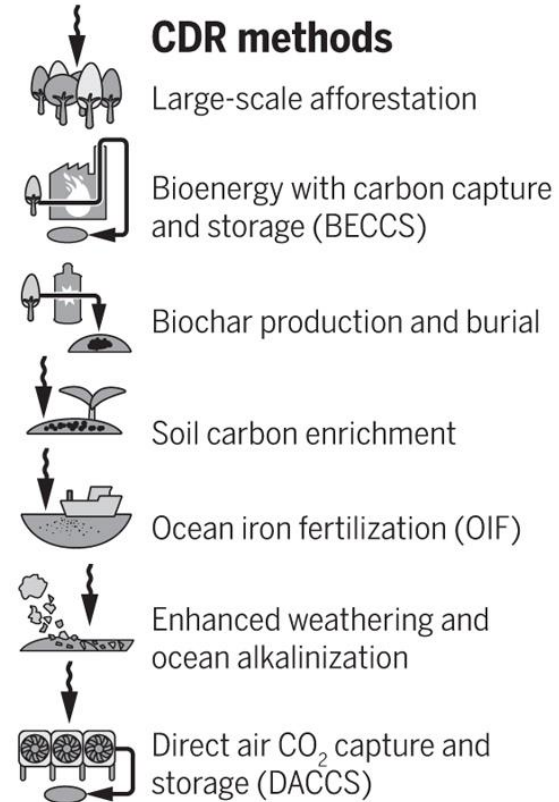 CDR methods
Large-scale afforestation
Bioenergy with carbon capture
and storage (BECCS)
Biochar production and burial
Soil carbon enrichment
Ocean iron fertilization (OIF)
Enhanced weathering and
ocean alkalinization
Direct air CO₂ capture and
storage (DACCS)